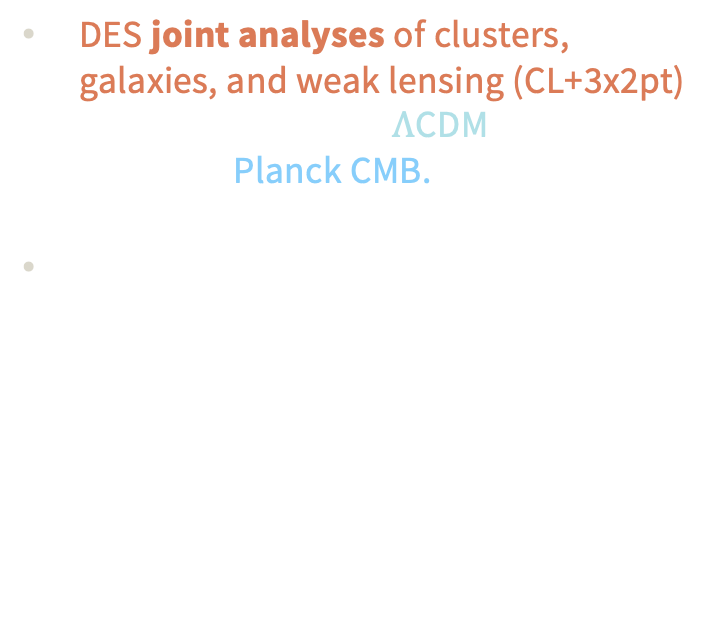 • DES joint analyses of clusters,
galaxies, and weak lensing (CL+3x2pt)
ΛCDM
Planck CMB.
•